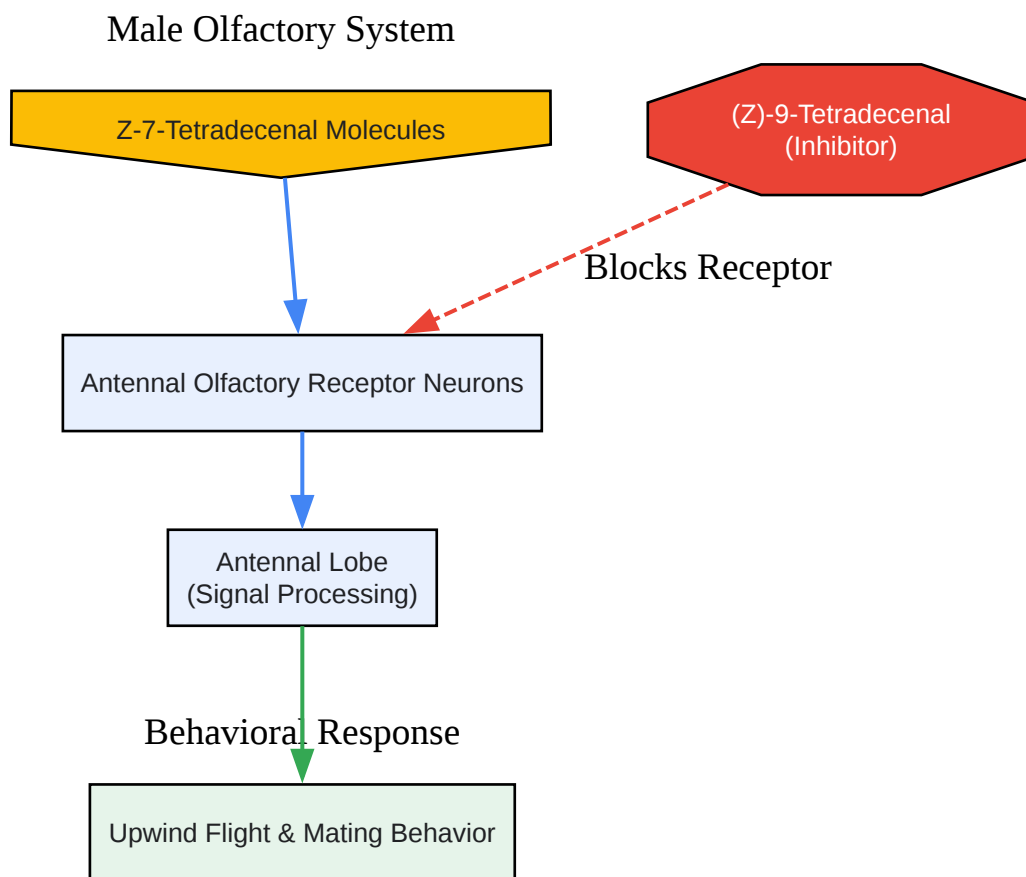 Male Olfactory System
Z-7-Tetradecenal Molecules
(Z)-9-Tetradecenal
(Inhibitor)
Blocks Receptor
Antennal Olfactory Receptor Neurons
Antennal Lobe
(Signal Processing)
Behavioral Response
Upwind Flight & Mating Behavior